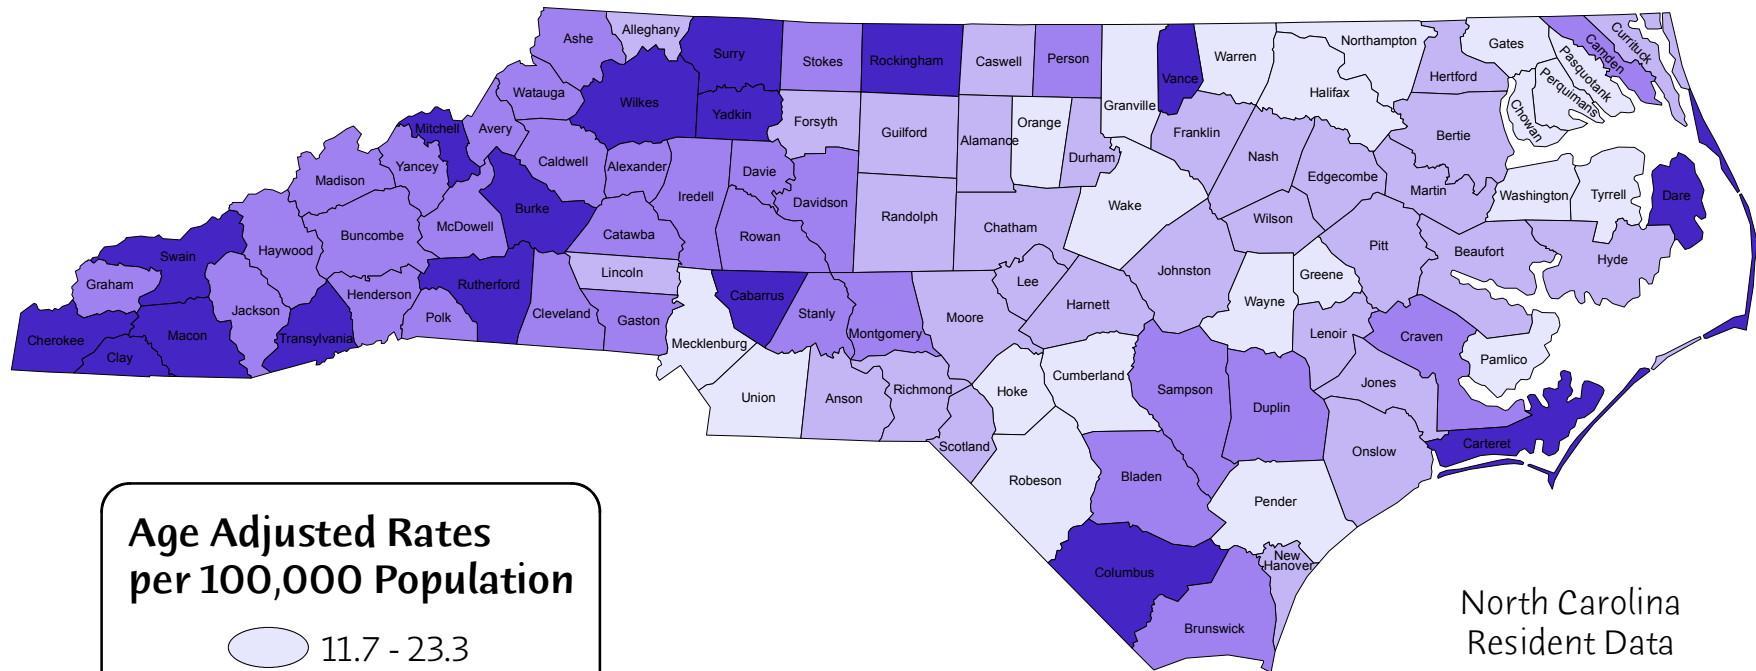 Ashe
Alleghany
Surry
Stokes
Rockingham
Caswell
Person
Granville
Vance
Warren
Northampton
Halifax
Hertford
Gates
Camden
Currituck
Pasquotank
Perquimans
Chowan
Watauga
Wilkes
Yadkin
Forsyth
Guilford
Alamance
Orange
Durham
Franklin
Nash
Edgecombe
Bertie
Martin
Mitchell
Avery
Yancey
Caldwell
Alexander
Iredell
Davie
Davidson
Randolph
Chatham
Wake
Wilson
Pitt
Washington
Tyrrell
Dare
Madison
Buncombe
McDowell
Burke
Catawba
Rowan
Johnston
Greene
Beaufort
Hyde
Haywood
Swain
Graham
Jackson
Henderson
Polk
Rutherford
Cleveland
Lincoln
Gaston
Cabarrus
Stanly
Montgomery
Moore
Lee
Harnett
Wayne
Lenoir
Craven
Pamlico
Cherokee
Clay
Macon
Transylvania
Mecklenburg
Union
Anson
Richmond
Scotland
Hoke
Cumberland
Sampson
Duplin
Jones
Onslow
Carteret
Robeson
Bladen
Pender
New
Hanover
Columbus
Brunswick
Age Adjusted Rates
per 100,000 Population
11.7 - 23.3
North Carolina
Resident Data